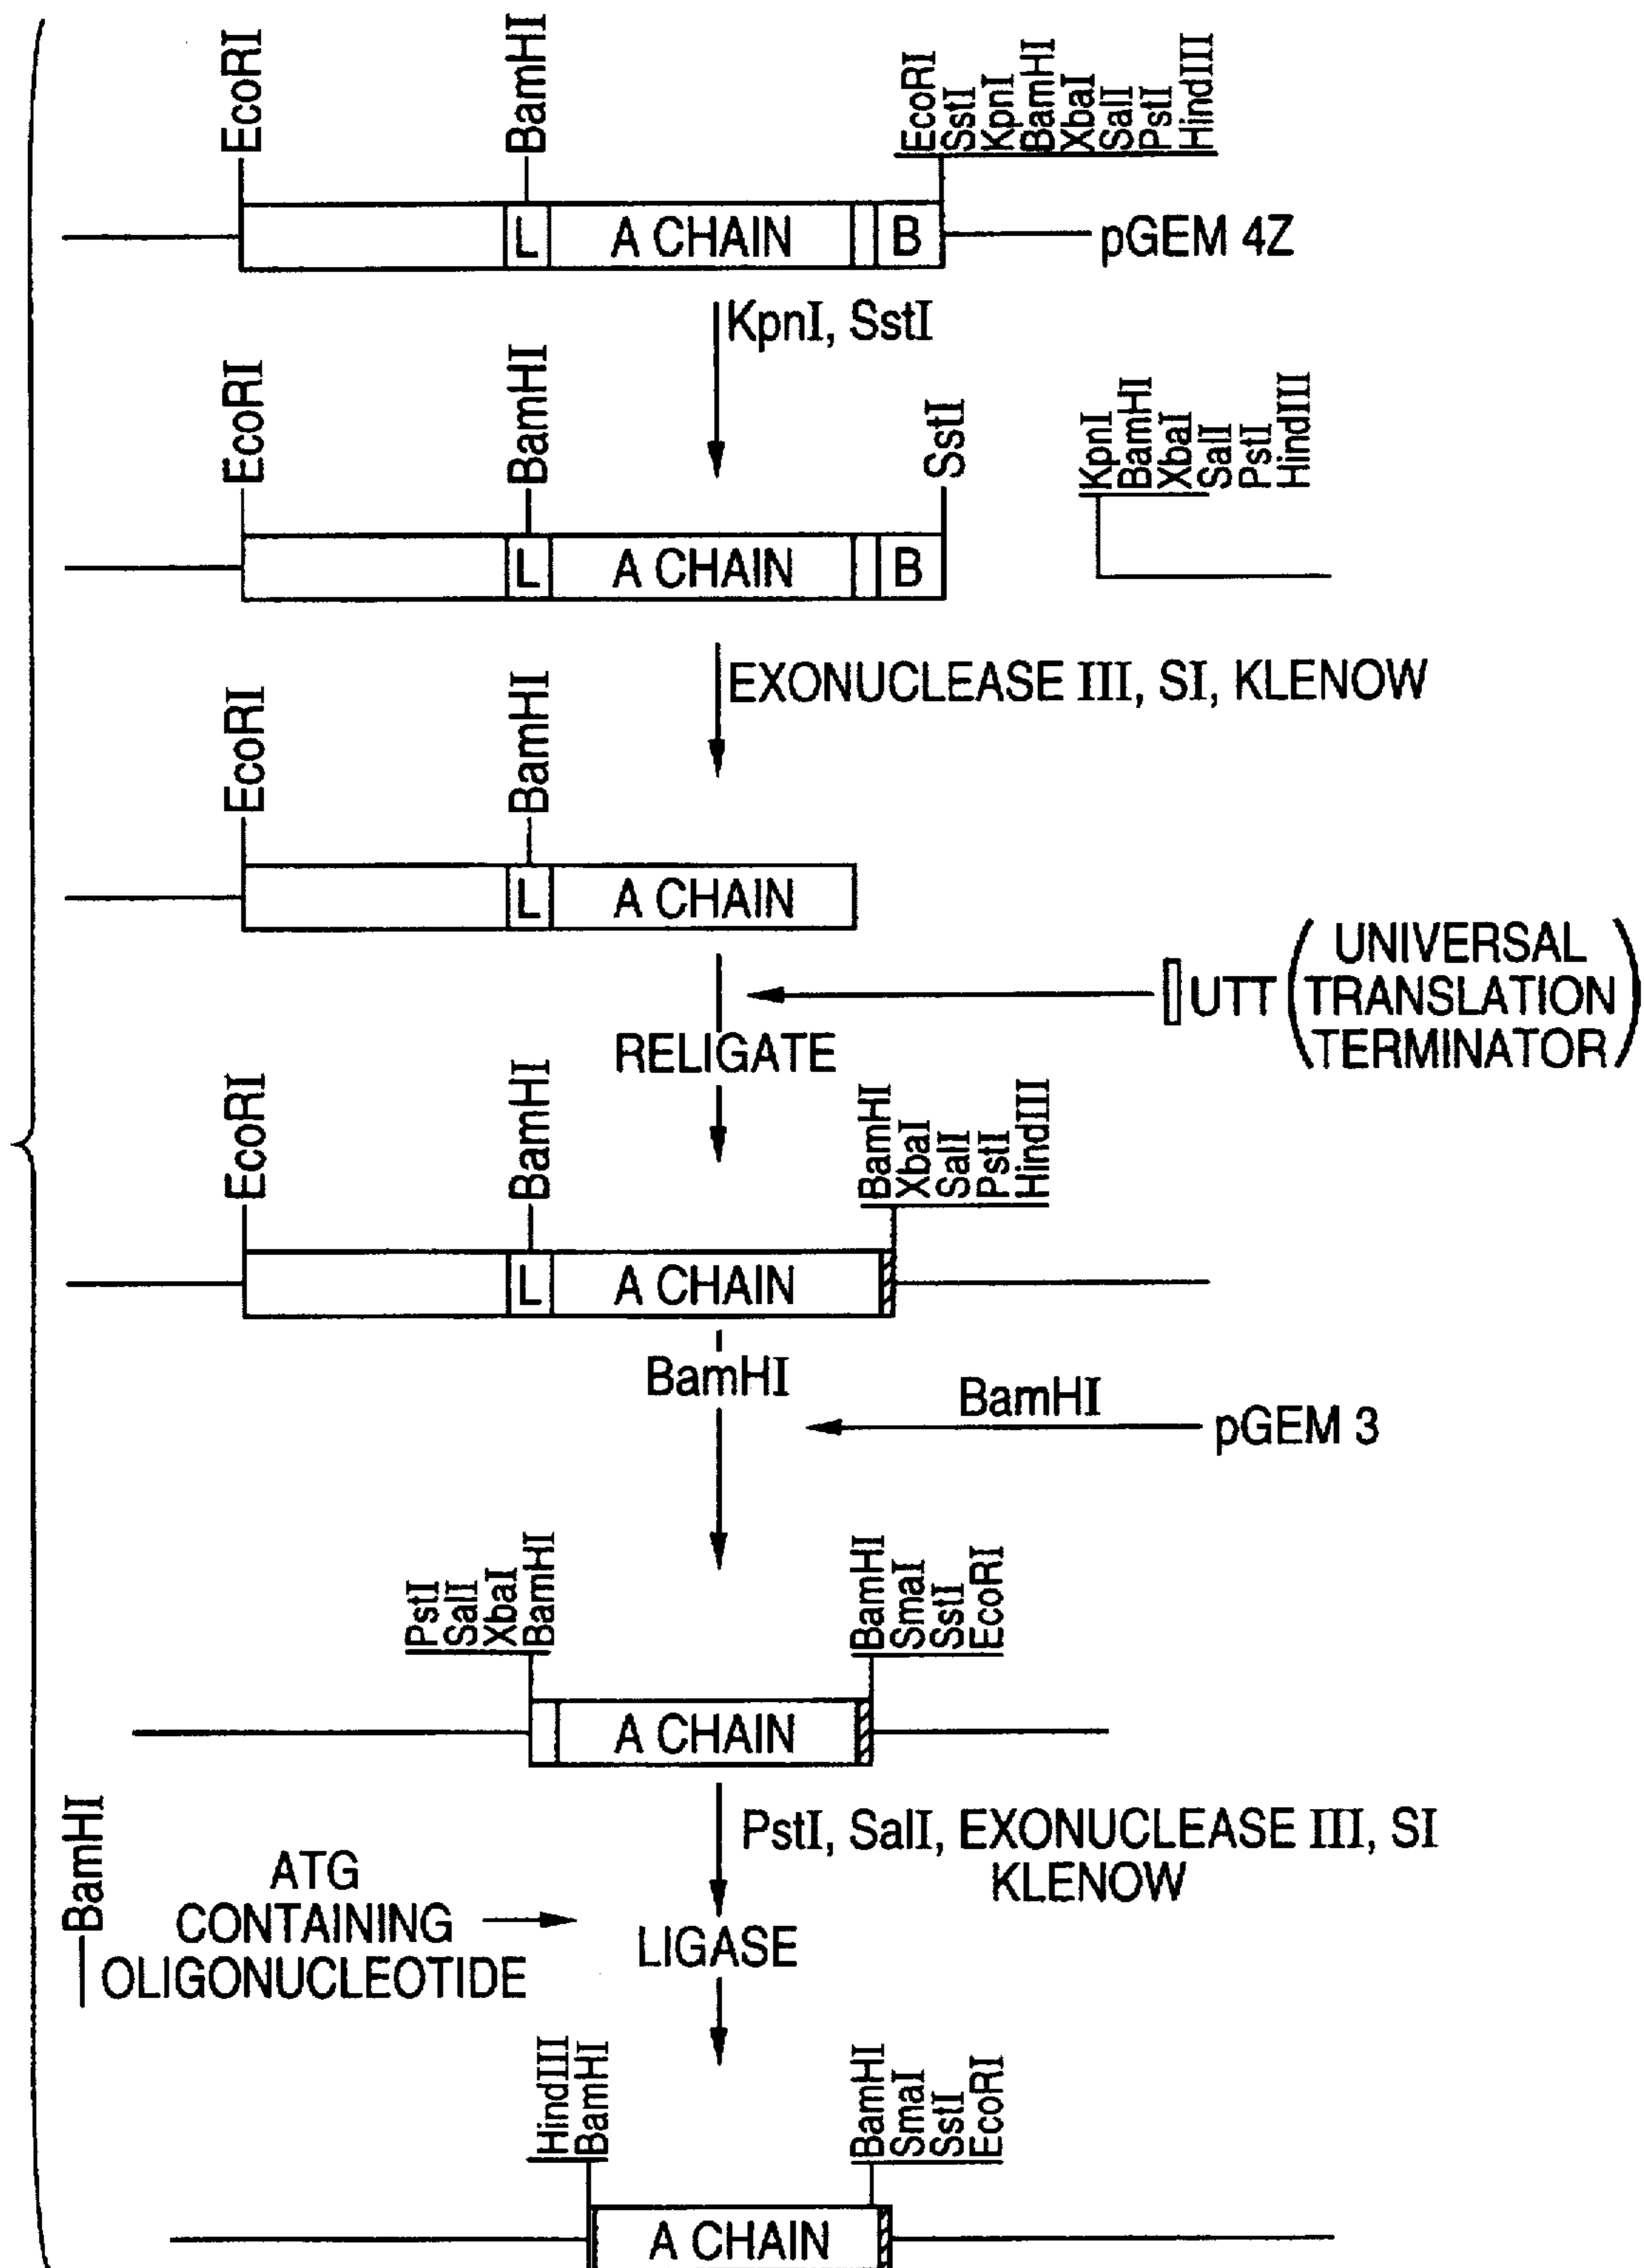 EcoRI
BamHI
EcoRI
SstI
KpnI
BamHI
XbaI
SalI
PstI
HindIII
L
A CHAIN
B
pGEM 4Z
KpnI, SstI
EcoRI
BamHI
SstI
KpnI
BamHI
XbaI
SalI
PstI
HindIII
L
A CHAIN
B
EXONUCLEASE III, SI, KLENOW
EcoRI
BamHI
L
A CHAIN
UTT
UNIVERSAL
TRANSLATION
TERMINATOR
RELIGATE
EcoRI
BamHI
BamHI
XbaI
SalI
PstI
HindIII
L
A CHAIN
BamHI
BamHI
pGEM 3
PstI
SalI
XbaI
BamHI
BamHI
SmaI
SstI
EcoRI
A CHAIN
PstI, SalI, EXONUCLEASE III, SI
KLENOW
BamHI
ATG
CONTAINING
OLIGONUCLEOTIDE
LIGASE
HindIII
BamHI
BamHI
SmaI
SstI
EcoRI
A CHAIN